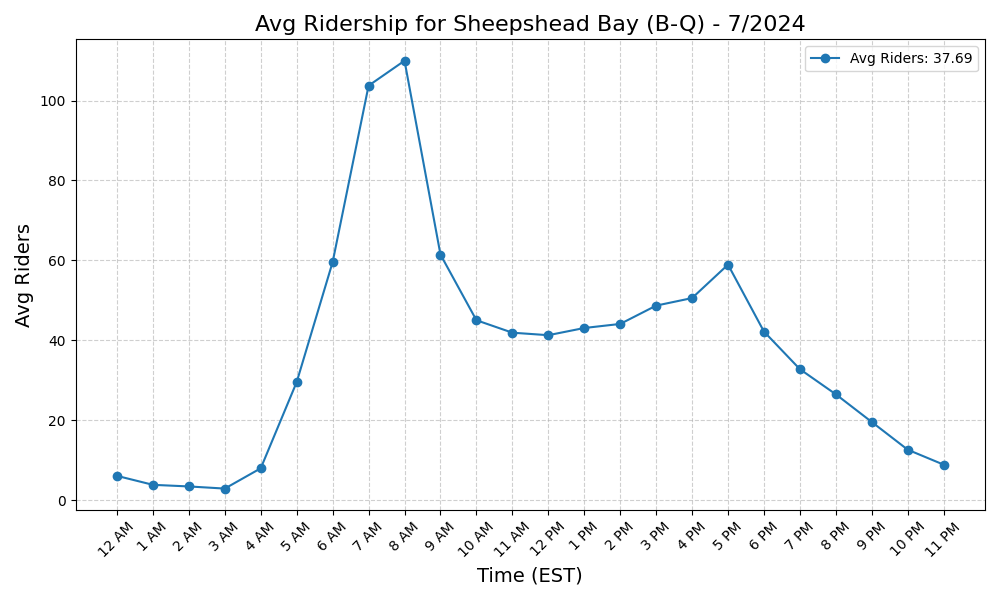 Avg Ridership for Sheepshead Bay (B-Q) - 7/2024
Avg Riders: 37.69
Avg Riders
100
80
60
40
20
0
12 AM
1 AM
2 AM
3 AM
4 AM
5 AM
6 AM
7 AM
8 AM
9 AM
10 AM
11 AM
12 PM
1 PM
2 PM
3 PM
4 PM
5 PM
6 PM
7 PM
8 PM
9 PM
10 PM
11 PM
Time (EST)